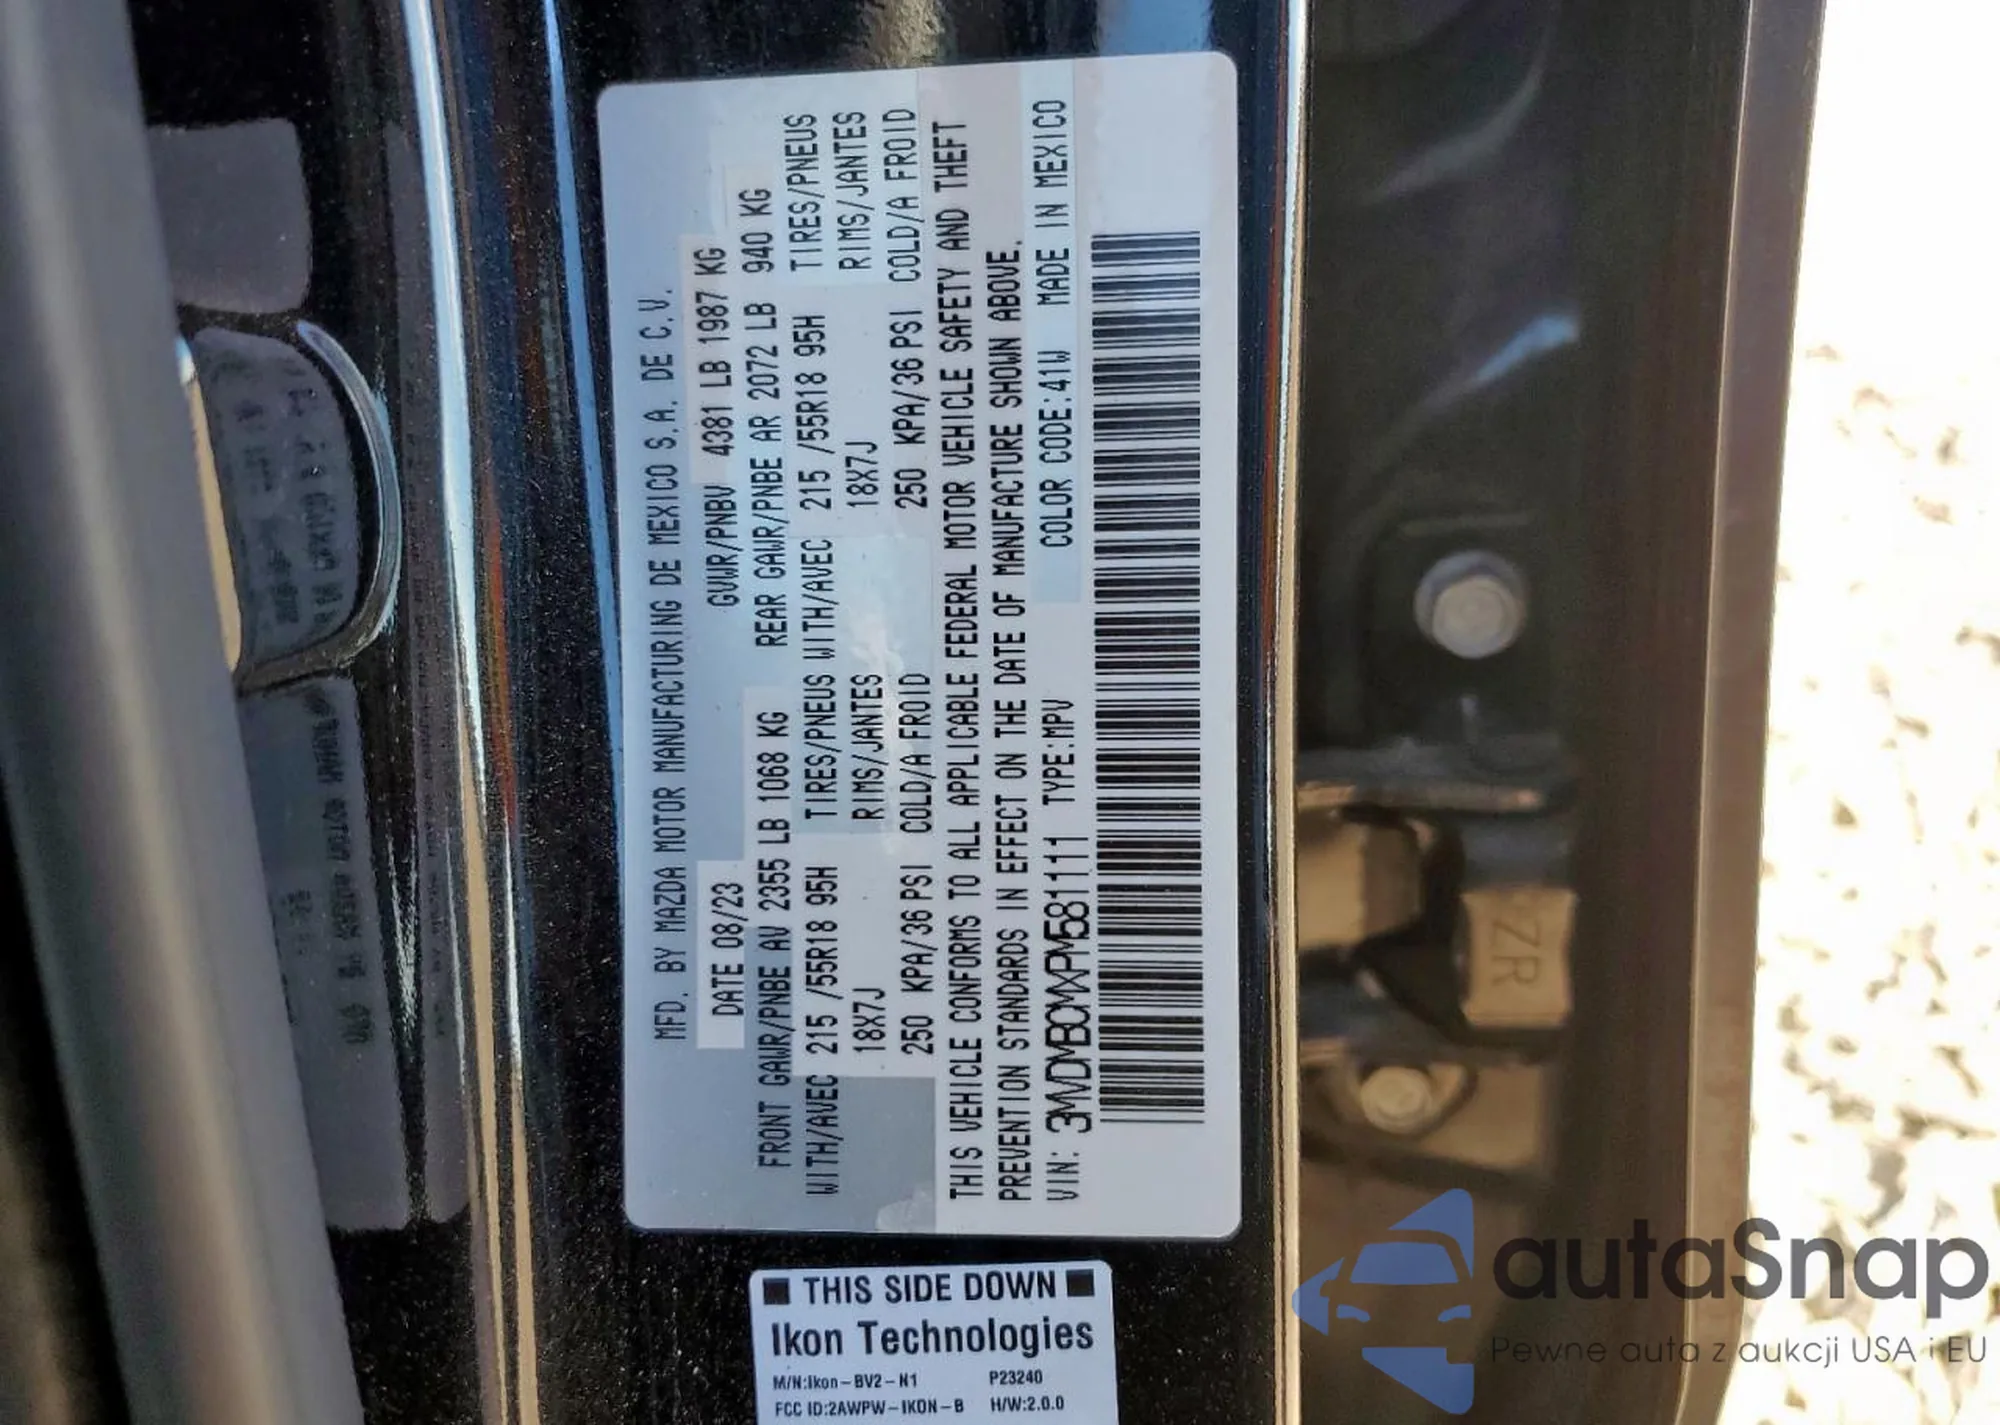 MFD. BY MAZDA MOTOR MANUFACTURING DE MEXICO S.A. DE C.V.
DATE 08/23 GVWR/PNBV 4381 LB 1987 KG
FRONT GAWR/PNBE AV 2355 LB 1068 KG REAR GAWR/PNBE AR 2072 LB 940 KG
WITH/AVEC 215 /55R18 95H TIRES/PNEUS WITH/AVEC 215 /55R18 95H TIRES/PNEUS
18X7J RIMS/JANTES 18X7J RIMS/JANTES
250 KPA/36 PSI COLD/A FROID 250 KPA/36 PSI COLD/A FROID
THIS VEHICLE CONFORMS TO ALL APPLICABLE FEDERAL MOTOR VEHICLE SAFETY AND THEFT
PREVENTION STANDARDS IN EFFECT ON THE DATE OF MANUFACTURE SHOWN ABOVE.
VIN: 3MVDMBCMXPM581111 TYPE:MPV COLOR CODE:41W MADE IN MEXICO
THIS SIDE DOWN
Ikon Technologies
M/N:Ikon-BV2-N1 P23240
FCC ID:2AWPW-IKON-B H/W:2.0.0
ZR
autaSnap
Pewne auta z aukcji USA i EU